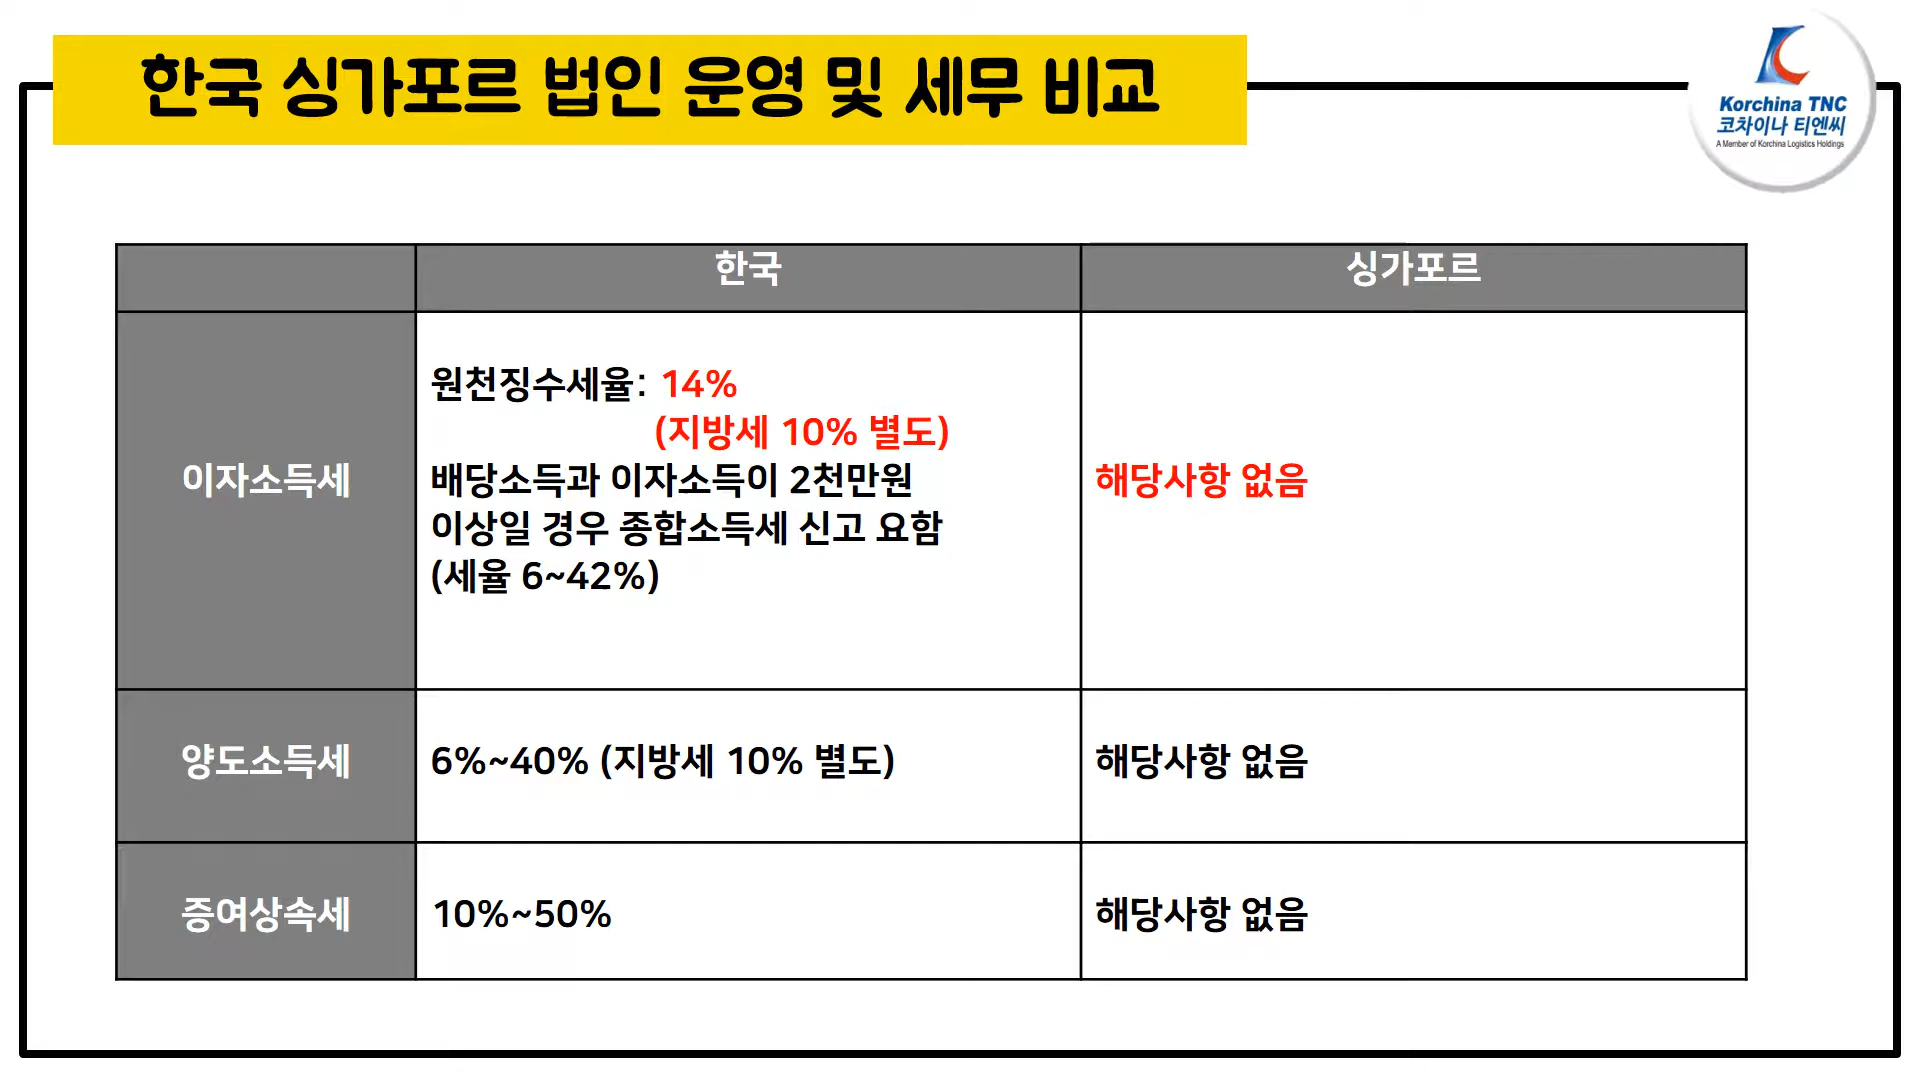 한국 싱가포르 법인 운영 및 세무 비교
Korchina TNC
코차이나 티엔씨
A Member of Korchina Logistics Holdings
한국
싱가포르
이자소득세
원천징수세율: 14%
(지방세 10% 별도)
배당소득과 이자소득이 2천만원
이상일 경우 종합소득세 신고 요함
(세율 6~42%)
해당사항 없음
양도소득세
6%~40% (지방세 10% 별도)
해당사항 없음
증여상속세
10%~50%
해당사항 없음